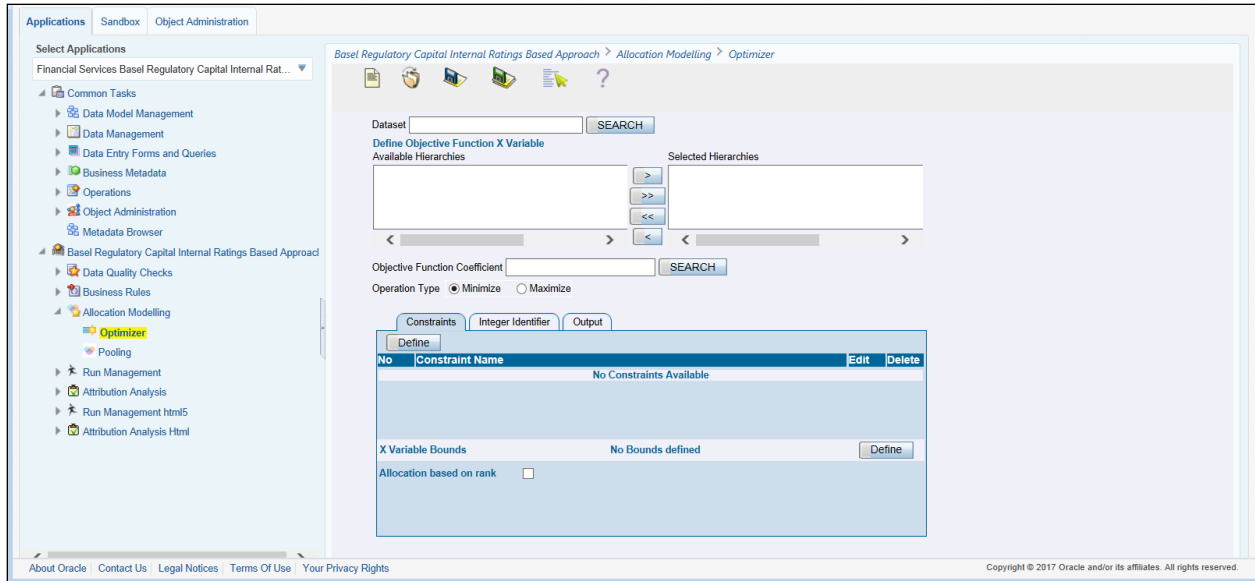 Applications Sandbox Object Administration
Select Applications
Financial Services Basel Regulatory Capital Internal Rat...
Common Tasks
Data Model Management
Data Management
Data Entry Forms and Queries
Business Metadata
Operations
Object Administration
Metadata Browser
Basel Regulatory Capital Internal Ratings Based Approacl
Data Quality Checks
Business Rules
Allocation Modelling
Optimizer
Pooling
Run Management
Attribution Analysis
Run Management html5
Attribution Analysis Html
Basel Regulatory Capital Internal Ratings Based Approach > Allocation Modelling > Optimizer
?
Dataset SEARCH
Define Objective Function X Variable
Available Hierarchies Selected Hierarchies
>
>>
<<
<
Objective Function Coefficient SEARCH
Operation Type Minimize Maximize
Constraints Integer Identifier Output
Define
No Constraint Name Edit Delete
No Constraints Available
X Variable Bounds No Bounds defined Define
Allocation based on rank
About Oracle Contact Us Legal Notices Terms Of Use Your Privacy Rights
Copyright © 2017 Oracle and/or its affiliates. All rights reserved.